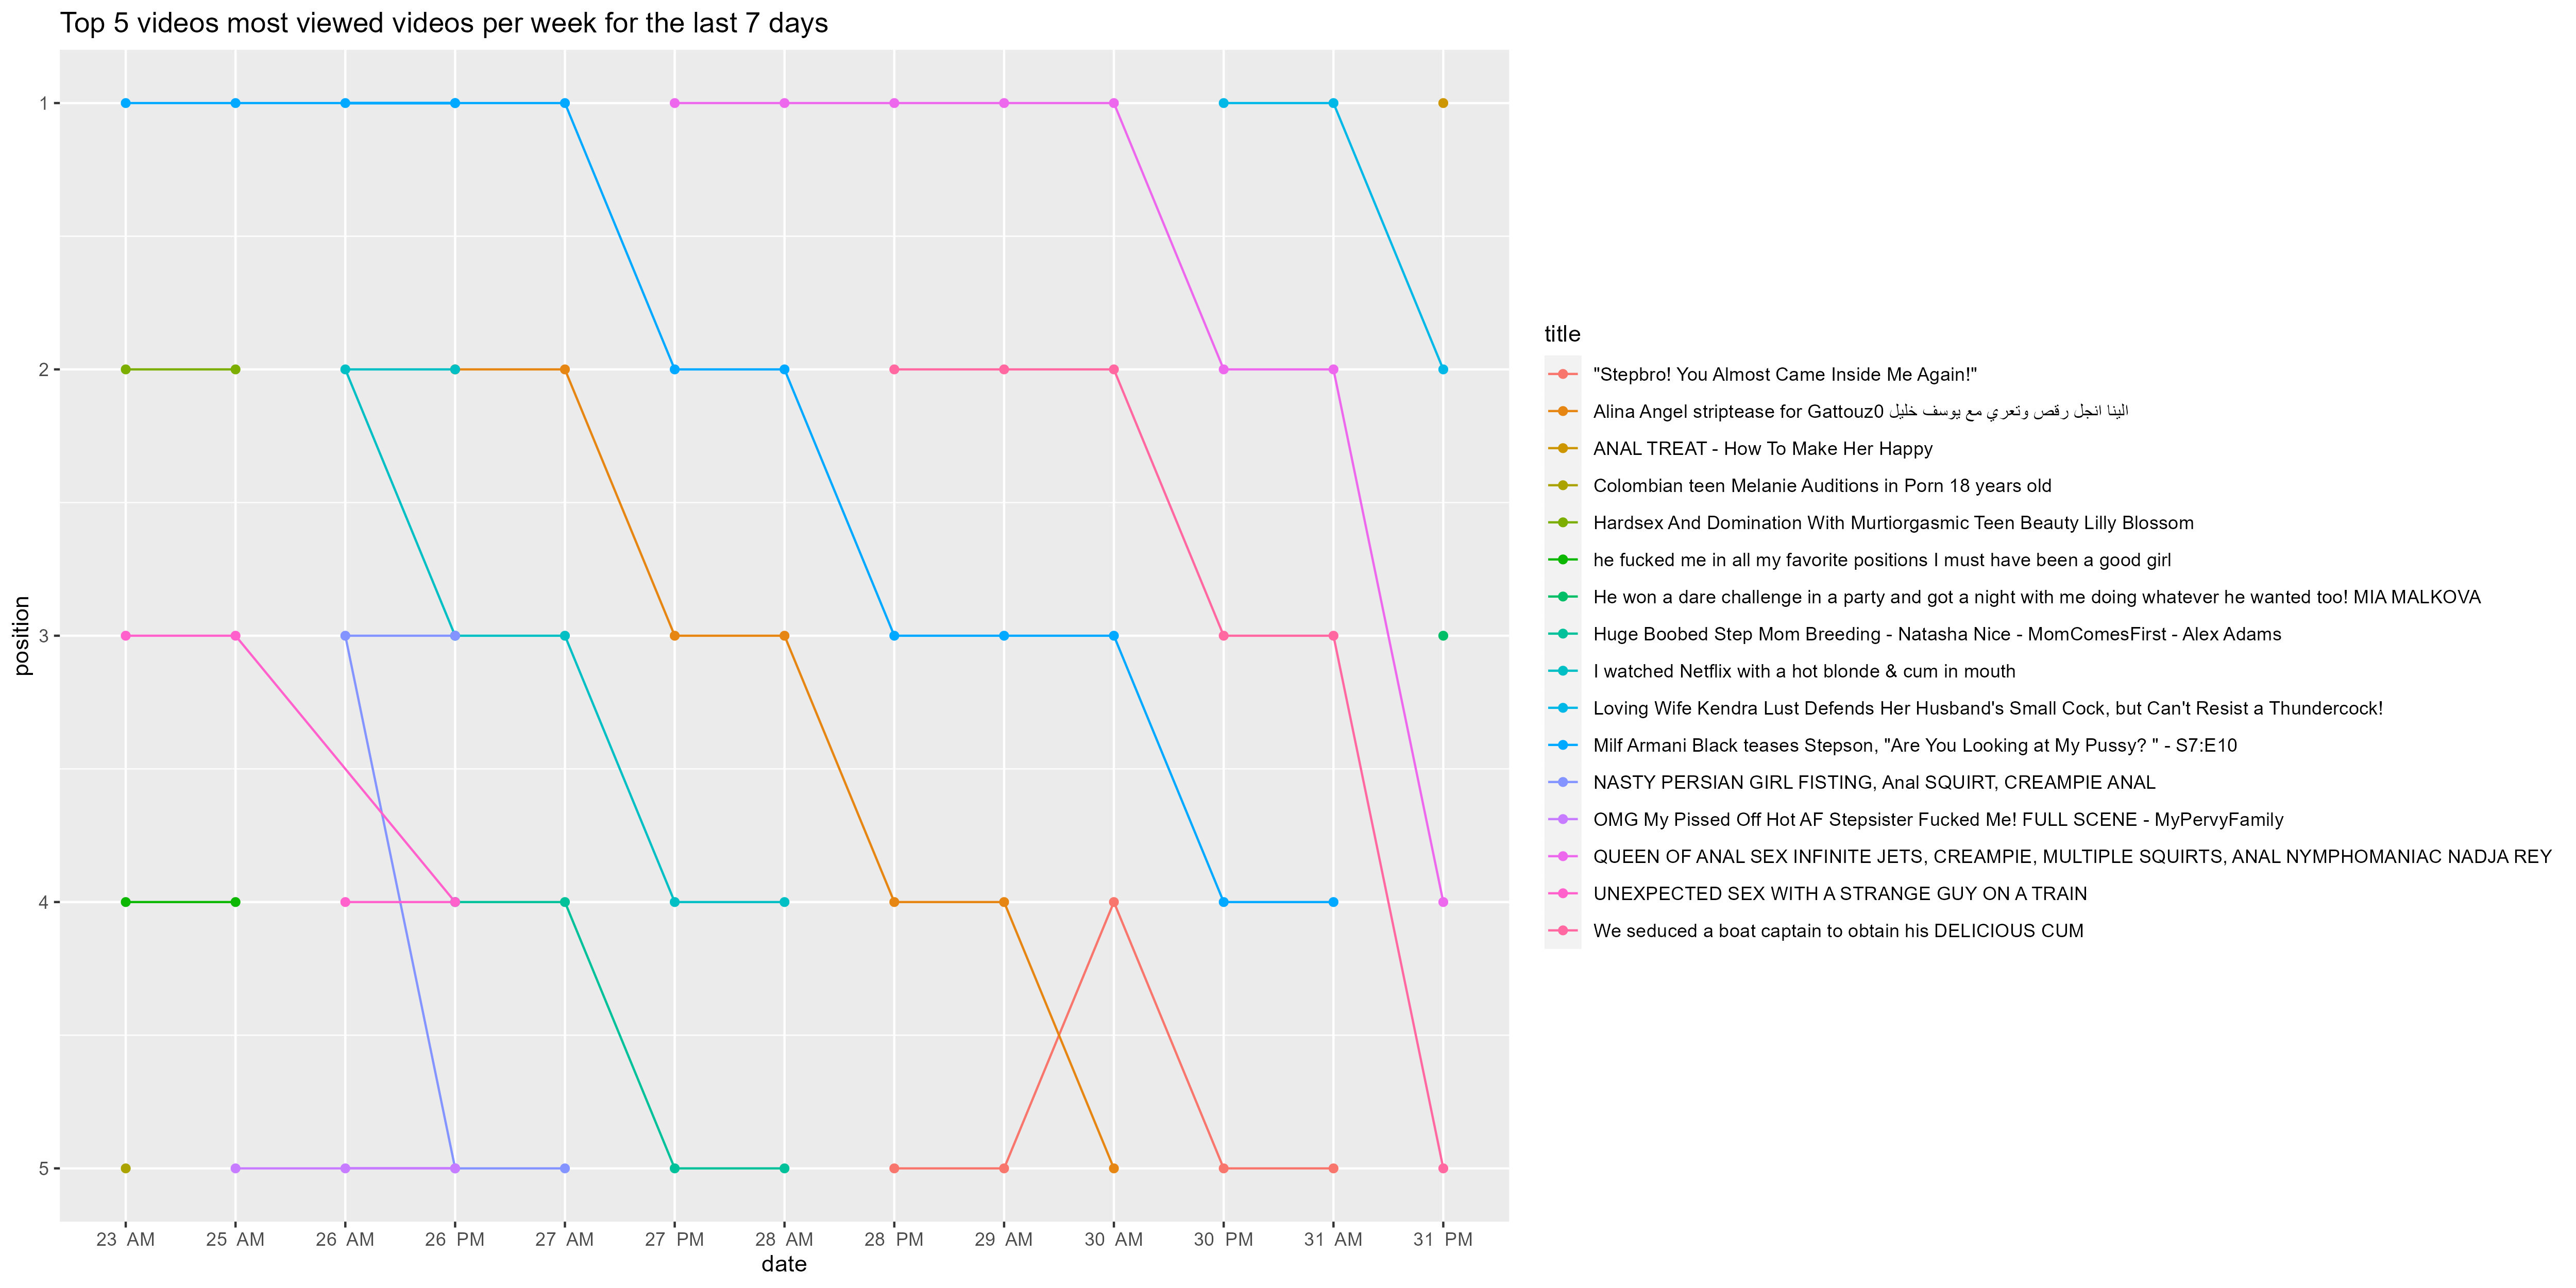 Top 5 videos most viewed videos per week for the last 7 days
position
1
2
3
4
5
23 AM
25 AM
26 AM
26 PM
27 AM
27 PM
28 AM
28 PM
29 AM
30 AM
30 PM
31 AM
31 PM
date
title
"Stepbro! You Almost Came Inside Me Again!"
Alina Angel striptease for Gattouz0 الينا انجل رقص وتعري مع يوسف خليل
ANAL TREAT - How To Make Her Happy
Colombian teen Melanie Auditions in Porn 18 years old
Hardsex And Domination With Murtiorgasmic Teen Beauty Lilly Blossom
he fucked me in all my favorite positions I must have been a good girl
He won a dare challenge in a party and got a night with me doing whatever he wanted too! MIA MALKOVA
Huge Boobed Step Mom Breeding - Natasha Nice - MomComesFirst - Alex Adams
I watched Netflix with a hot blonde & cum in mouth
Loving Wife Kendra Lust Defends Her Husband's Small Cock, but Can't Resist a Thundercock!
Milf Armani Black teases Stepson, "Are You Looking at My Pussy? " - S7:E10
NASTY PERSIAN GIRL FISTING, Anal SQUIRT, CREAMPIE ANAL
OMG My Pissed Off Hot AF Stepsister Fucked Me! FULL SCENE - MyPervyFamily
QUEEN OF ANAL SEX INFINITE JETS, CREAMPIE, MULTIPLE SQUIRTS, ANAL NYMPHOMANIAC NADJA REY
UNEXPECTED SEX WITH A STRANGE GUY ON A TRAIN
We seduced a boat captain to obtain his DELICIOUS CUM